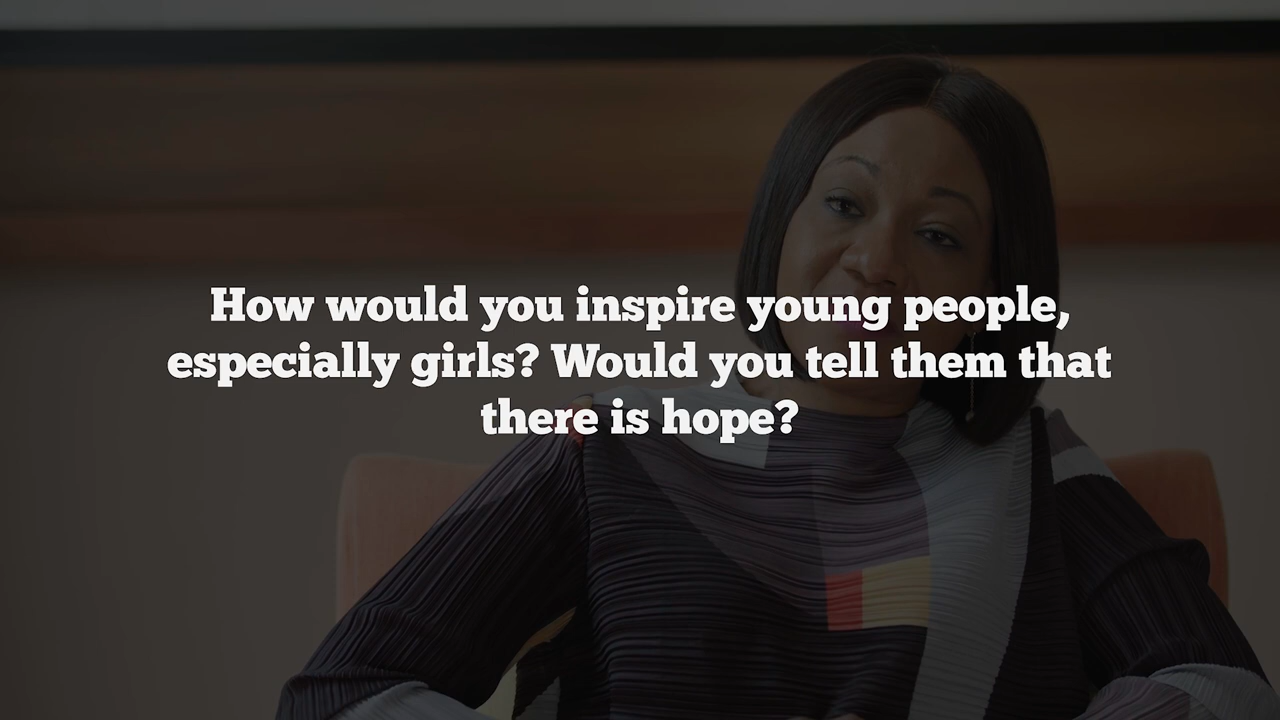 How would you inspire young people,
especially girls? Would you tell them that
there is hope?